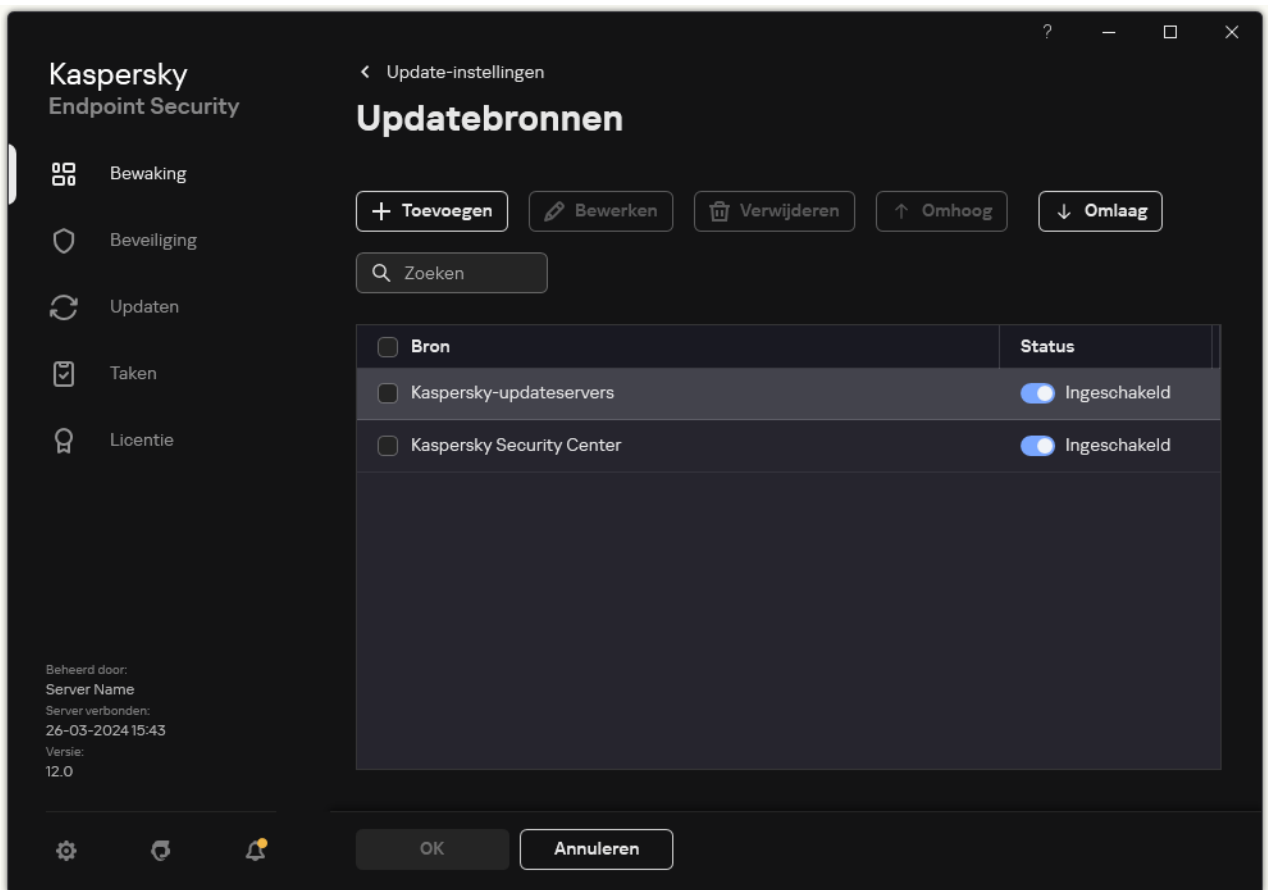 ?
Kaspersky
Endpoint Security
Update-instellingen
Updatebronnen
Bewaking
Beveiliging
Updaten
Taken
Licentie
Toevoegen Bewerken Verwijderen Omhoog Omlaag
Zoeken
Bron Status
Kaspersky-updateservers Ingeschakeld
Kaspersky Security Center Ingeschakeld
Beheerd door:
Server Name
Server verbonden:
26-03-2024 15:43
Versie:
12.0
OK Annuleren